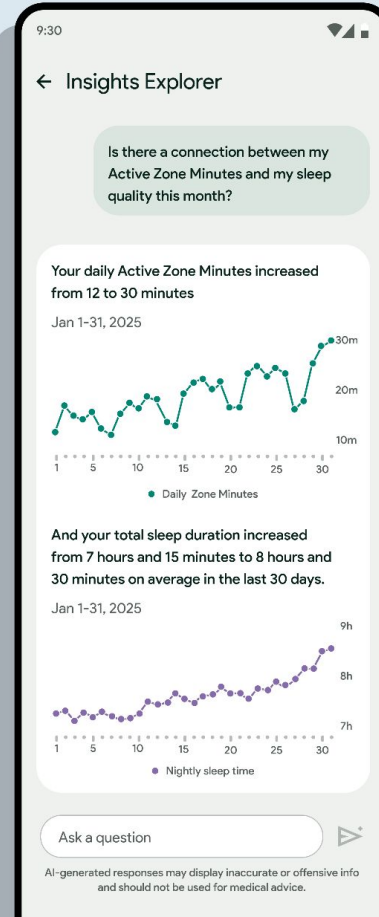 9:30
Insights Explorer
Is there a connection between my
Active Zone Minutes and my sleep
quality this month?
Your daily Active Zone Minutes increased
from 12 to 30 minutes
Jan 1-31, 2025
30m
20m
10m
1 5 10 15 20 25 30
Daily Zone Minutes
And your total sleep duration increased
from 7 hours and 15 minutes to 8 hours and
30 minutes on average in the last 30 days.
Jan 1-31, 2025
9h
8h
7h
1 5 10 15 20 25 30
Nightly sleep time
Ask a question
AI-generated responses may display inaccurate or offensive info
and should not be used for medical advice.